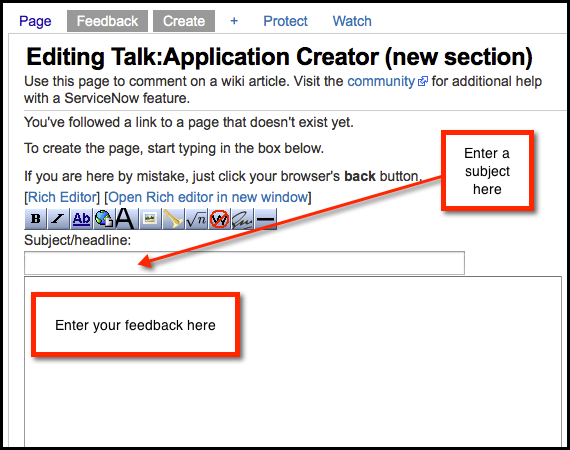 Page Feedback Create + Protect Watch
Editing Talk:Application Creator (new section)
Use this page to comment on a wiki article. Visit the community for additional help
with a ServiceNow feature.
You've followed a link to a page that doesn't exist yet.
To create the page, start typing in the box below.
If you are here by mistake, just click your browser's back button.
Enter a
subject
here
[Rich Editor] [Open Rich editor in new window]
B I Ab A √n W
Subject/headline:
Enter your feedback here